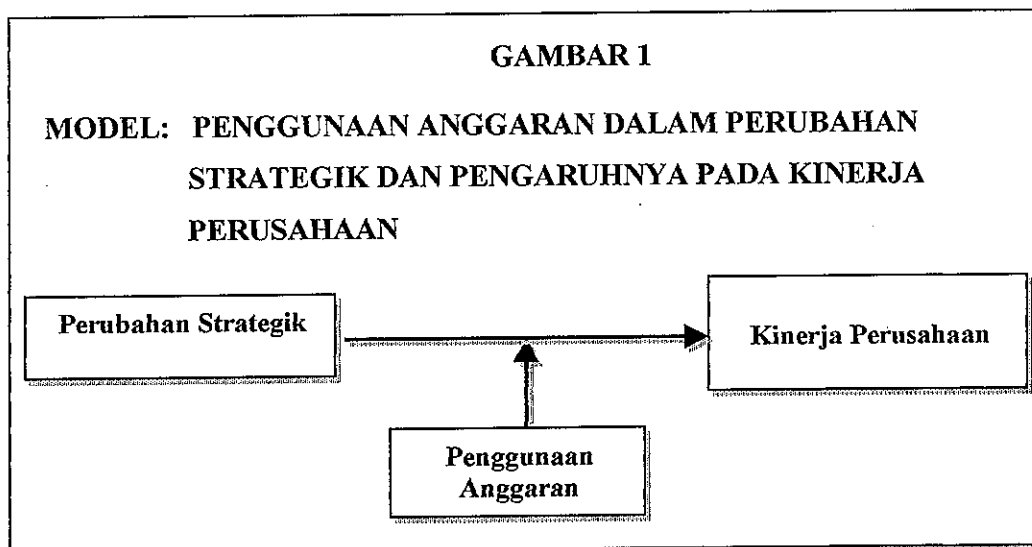 GAMBAR 1
MODEL: PENGGUNAAN ANGGARAN DALAM PERUBAHAN
STRATEGIK DAN PENGARUHNYA PADA KINERJA
PERUSAHAAN
Perubahan Strategik
Kinerja Perusahaan
Penggunaan
Anggaran